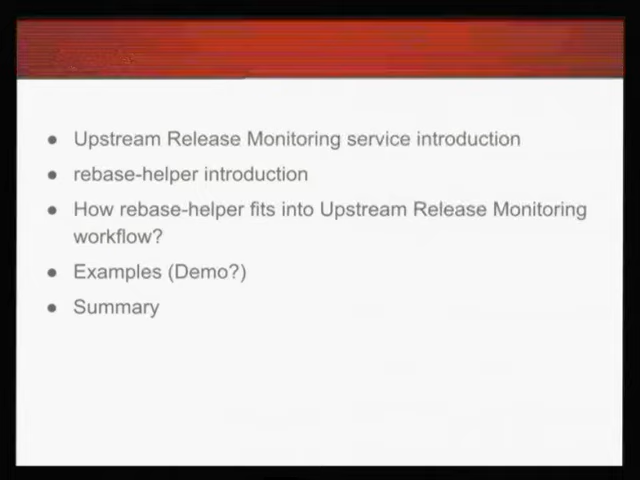 ● Upstream Release Monitoring service introduction
● rebase-helper introduction
● How rebase-helper fits into Upstream Release Monitoring
workflow?
● Examples (Demo?)
● Summary